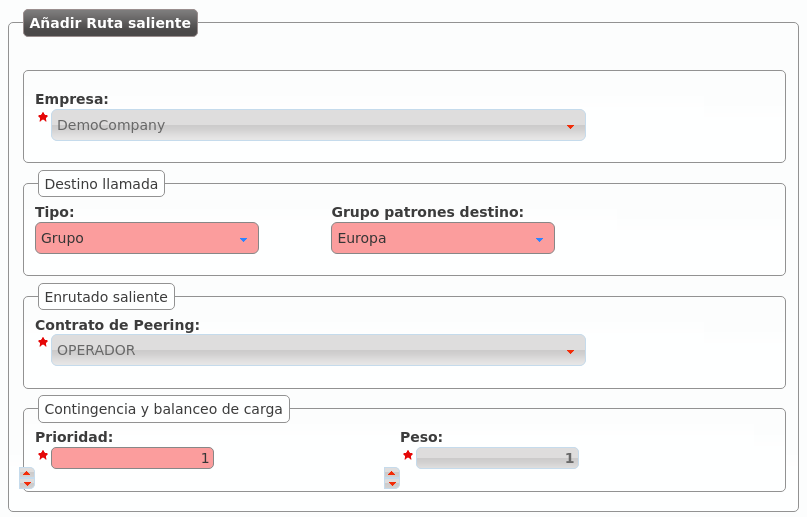 Añadir Ruta saliente
Empresa:
DemoCompany
Destino llamada
Tipo: Grupo patrones destino:
Grupo Europa
Enrutado saliente
Contrato de Peering:
OPERADOR
Contingencia y balanceo de carga
Prioridad: Peso:
1 1